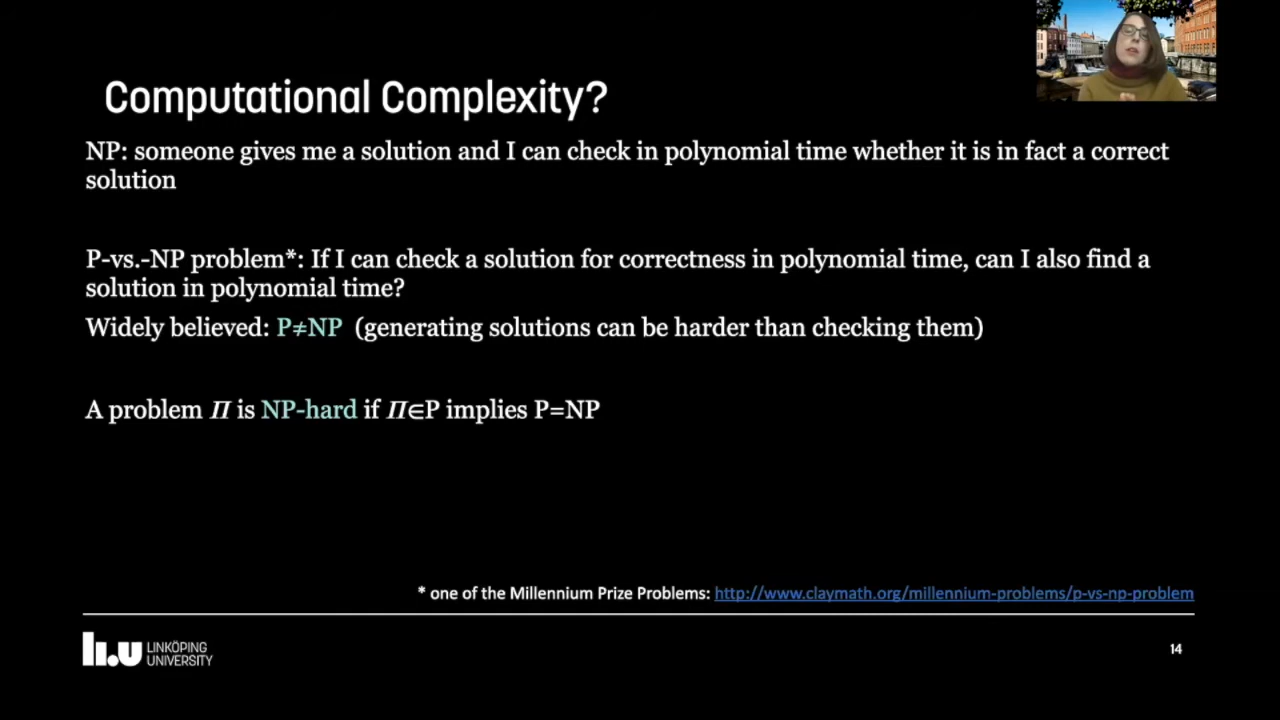 Computational Complexity?
NP: someone gives me a solution and I can check in polynomial time whether it is in fact a correct
solution
P-vs.-NP problem*: If I can check a solution for correctness in polynomial time, can I also find a
solution in polynomial time?
Widely believed: P≠NP (generating solutions can be harder than checking them)
A problem 𝛱 is NP-hard if 𝛱∈P implies P=NP
* one of the Millennium Prize Problems: http://www.claymath.org/millennium-problems/p-vs-np-problem
li.u LINKÖPING
UNIVERSITY
14